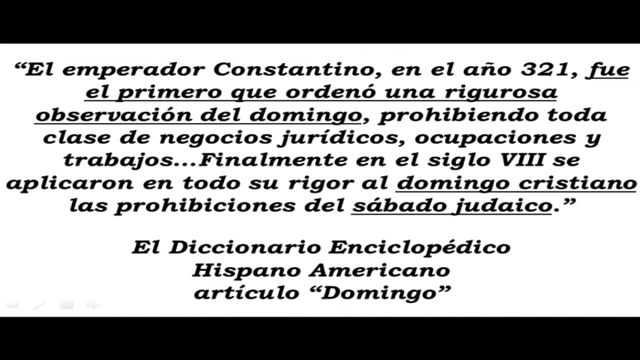 “El emperador Constantino, en el año 321, fue
el primero que ordenó una rigurosa
observación del domingo, prohibiendo toda
clase de negocios jurídicos, ocupaciones y
trabajos...Finalmente en el siglo VIII se
aplicaron en todo su rigor al domingo cristiano
las prohibiciones del sábado judaico.”
El Diccionario Enciclopédico
Hispano Americano
artículo “Domingo”